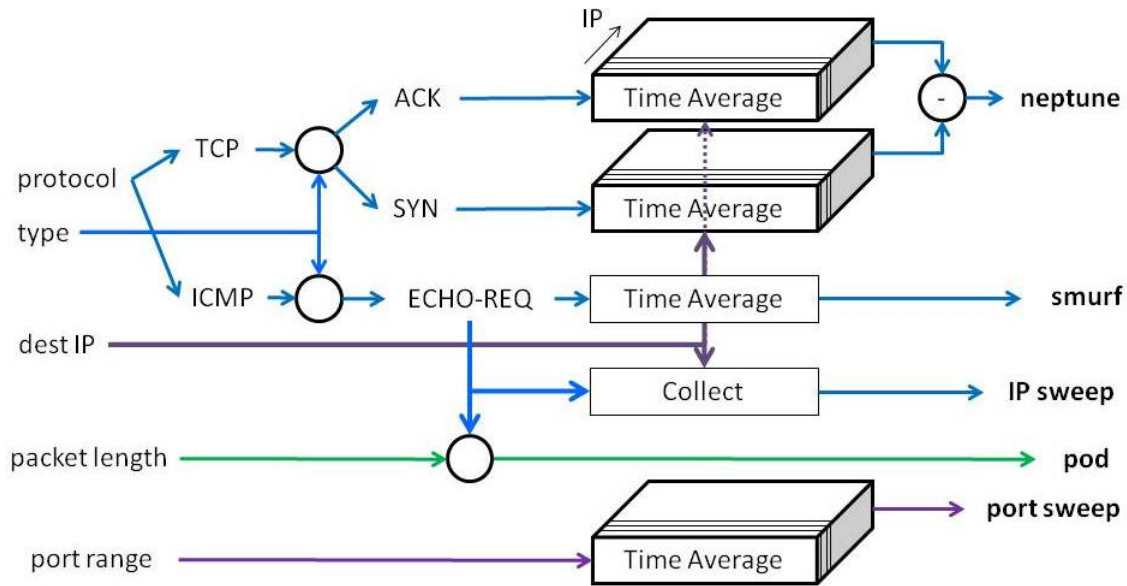 IP
ACK
Time Average
-
neptune
TCP
protocol
SYN
Time Average
type
ICMP
ECHO-REQ
Time Average
smurf
dest IP
Collect
IP sweep
packet length
pod
port sweep
port range
Time Average